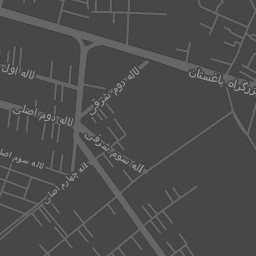 بزرگراه باغستان
لاله اول
لاله دوم شرقی
لاله دوم اصلی
لاله سوم شرقی
لاله سوم اصلی
لاله چهارم اصلی